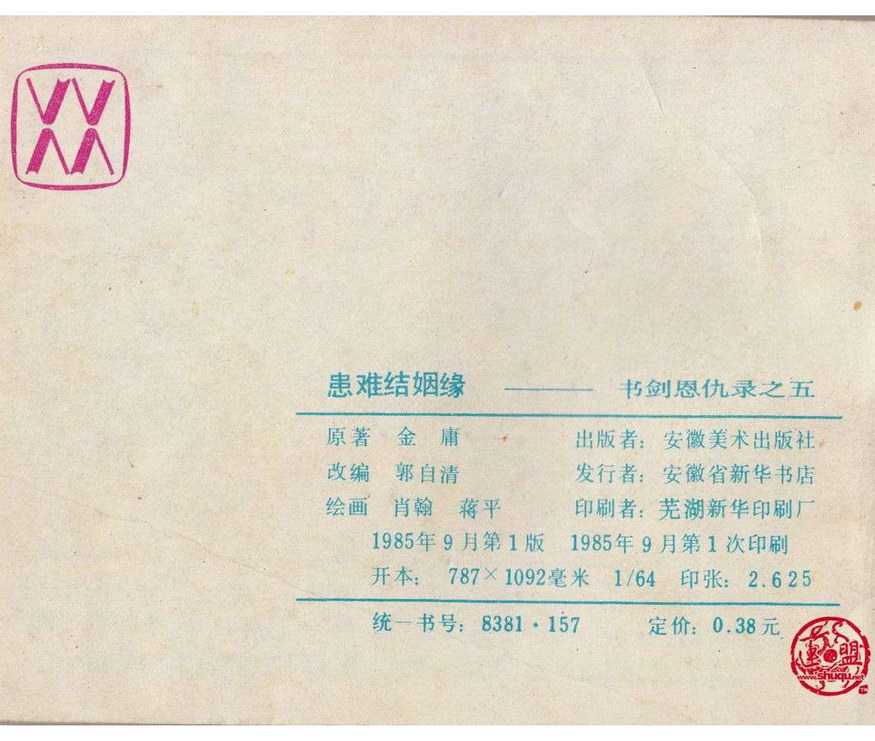 患难结姻缘 —— 书剑恩仇录之五
原著 金 庸 出版者：安徽美术出版社
改编 郭自清 发行者：安徽省新华书店
绘画 肖翰 蒋平 印刷者：芜湖新华印刷厂
1985年9月第1版 1985年9月第1次印刷
开本： 787×1092毫米 1/64 印张：2.625
统一书号：8381·157 定价：0.38元
连盟
www.shuqu.net